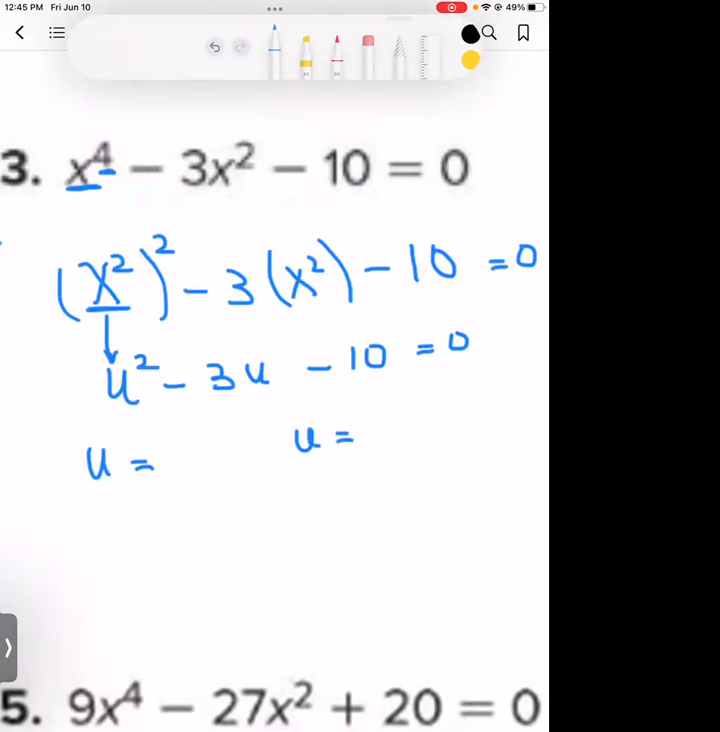 12:45 PM Fri Jun 10 49%
3. x⁴ − 3x² − 10 = 0
(x²)² − 3(x²) − 10 = 0
u² − 3u − 10 = 0
u = u =
5. 9x⁴ − 27x² + 20 = 0